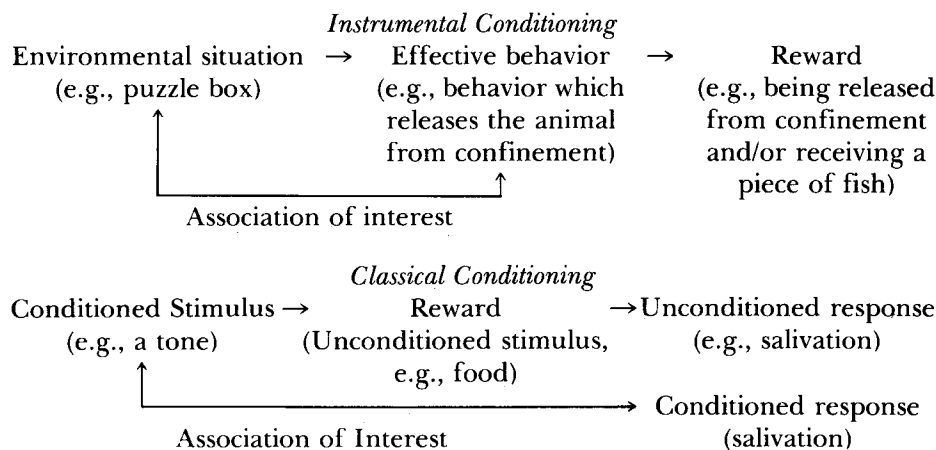 Instrumental Conditioning
Environmental situation → Effective behavior → Reward
(e.g., puzzle box) (e.g., behavior which (e.g., being released
releases the animal from confinement
from confinement) and/or receiving a
piece of fish)
Association of interest
Classical Conditioning
Conditioned Stimulus → Reward → Unconditioned response
(e.g., a tone) (Unconditioned stimulus, (e.g., salivation)
e.g., food)
Conditioned response
Association of Interest (salivation)